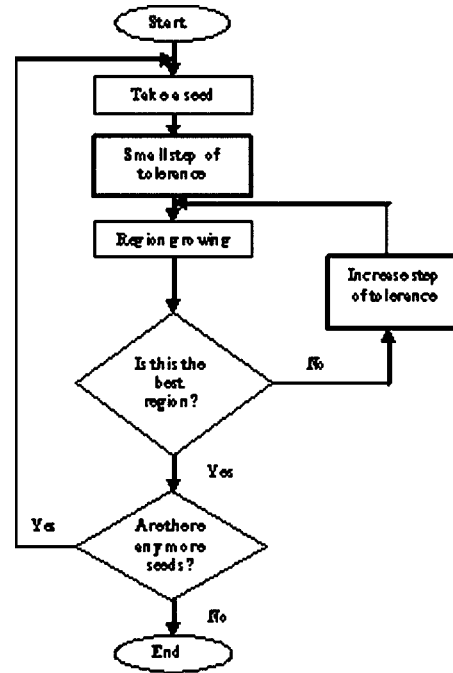 Start
Take a seed
Small step of
tolerance
Region growing
Increase step
of tolerance
Is this the
best
region?
No
Yes
Yes
Are there
any more
seeds?
No
End